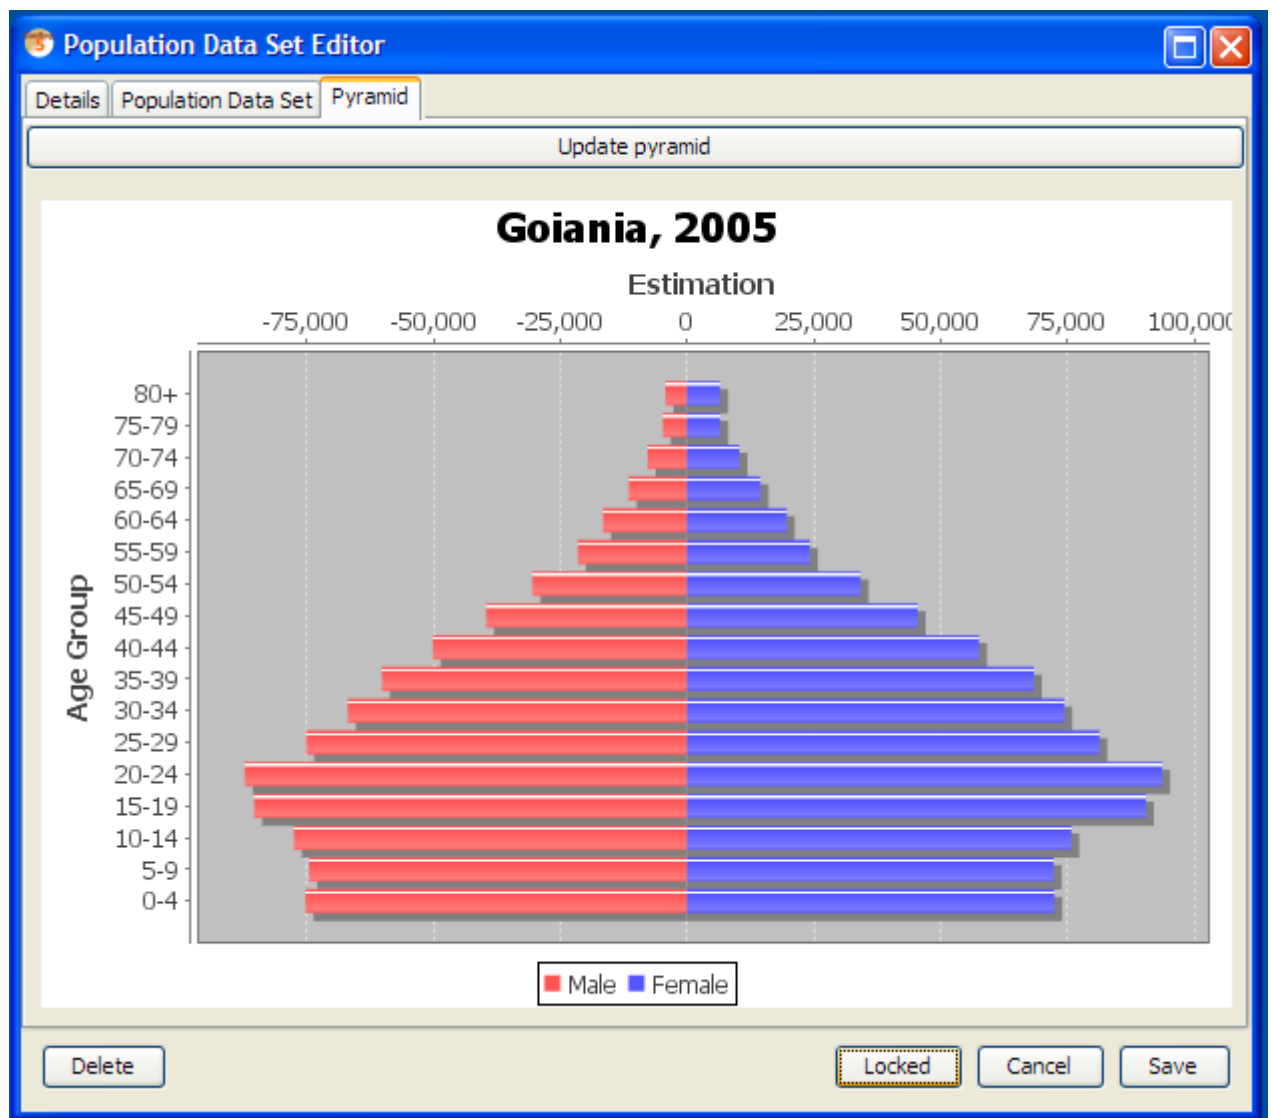 Population Data Set Editor
Details Population Data Set Pyramid
Update pyramid
Goiania, 2005
Estimation
-75,000 -50,000 -25,000 0 25,000 50,000 75,000 100,000
Age Group
80+
75-79
70-74
65-69
60-64
55-59
50-54
45-49
40-44
35-39
30-34
25-29
20-24
15-19
10-14
5-9
0-4
Male Female
Delete Locked Cancel Save